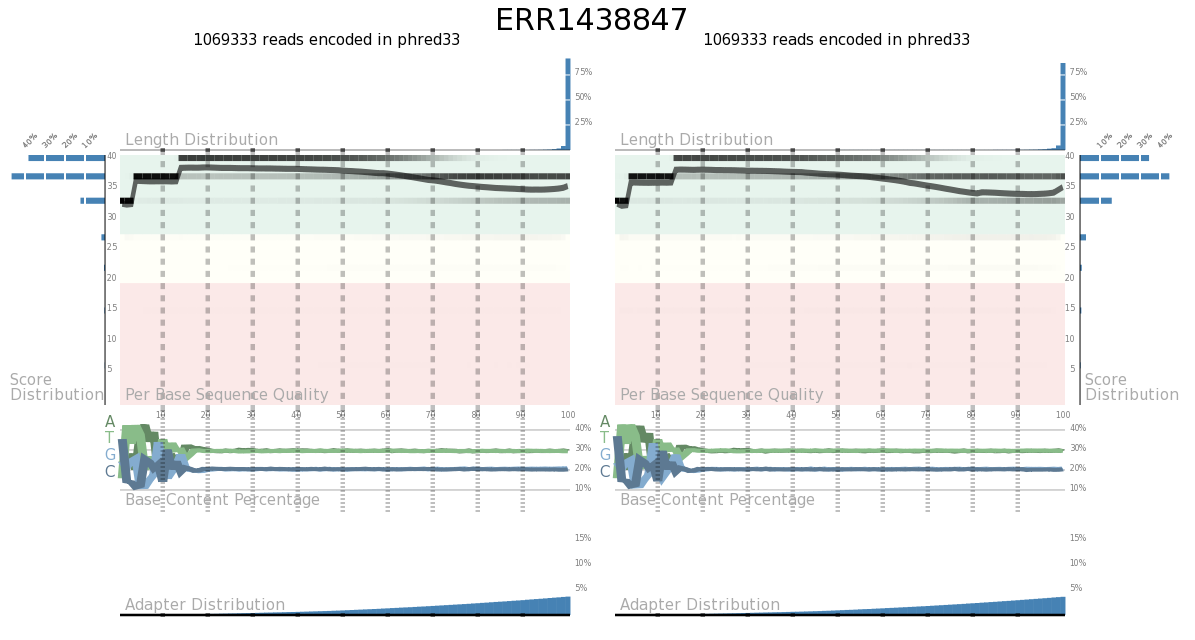 ERR1438847
1069333 reads encoded in phred33
1069333 reads encoded in phred33
75%
50%
25%
75%
50%
25%
Length Distribution
Length Distribution
40% 30% 20% 10%
10% 20% 30% 40%
40
35
30
25
20
15
10
5
40
35
30
25
20
15
10
5
Score
Distribution
Per Base Sequence Quality
Per Base Sequence Quality
Score
Distribution
10 20 30 40 50 60 70 80 90 100
10 20 30 40 50 60 70 80 90 100
A
T
G
C
40%
30%
20%
10%
A
T
G
C
40%
30%
20%
10%
Base Content Percentage
Base Content Percentage
15%
10%
5%
15%
10%
5%
Adapter Distribution
Adapter Distribution